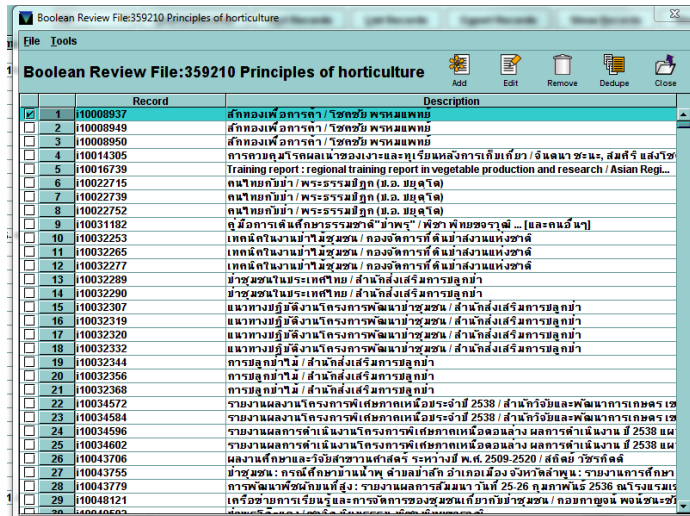 Boolean Review File:359210 Principles of horticulture
File Tools
Boolean Review File:359210 Principles of horticulture
Add Edit Remove Dedupe Close
Record Description
1 i10008937 สักทองเพื่อการค้า / โชคชัย พรหมแพทย์
2 i10008949 สักทองเพื่อการค้า / โชคชัย พรหมแพทย์
3 i10008950 สักทองเพื่อการค้า / โชคชัย พรหมแพทย์
4 i10014305 การควบคุมโรคผลเน่าของเงาะและทุเรียนหลังการเก็บเกี่ยว / จินดนา ชะนะ, สมศิริ แสงโช
5 i10016739 Training report : regional training report in vegetable production and research / Asian Regi...
6 i10022715 คนไทยกับป่า / พระธรรมปิฎก (ป.อ. ปยุตฺโต)
7 i10022739 คนไทยกับป่า / พระธรรมปิฎก (ป.อ. ปยุตฺโต)
8 i10022752 คนไทยกับป่า / พระธรรมปิฎก (ป.อ. ปยุตฺโต)
9 i10031182 คู่มือการเดินศึกษาธรรมชาติ"ป่าพรุ" / พิชา พิทยขจรวุฒิ ... [และคนอื่นๆ]
10 i10032253 เทคนิคในงานป่าไม้ชุมชน / กองจัดการที่ดินป่าสงวนแห่งชาติ
11 i10032265 เทคนิคในงานป่าไม้ชุมชน / กองจัดการที่ดินป่าสงวนแห่งชาติ
12 i10032277 เทคนิคในงานป่าไม้ชุมชน / กองจัดการที่ดินป่าสงวนแห่งชาติ
13 i10032289 ป่าชุมชนในประเทศไทย / สำนักส่งเสริมการปลูกป่า
14 i10032290 ป่าชุมชนในประเทศไทย / สำนักส่งเสริมการปลูกป่า
15 i10032307 แนวทางปฏิบัติงานโครงการพัฒนาป่าชุมชน / สำนักส่งเสริมการปลูกป่า
16 i10032319 แนวทางปฏิบัติงานโครงการพัฒนาป่าชุมชน / สำนักส่งเสริมการปลูกป่า
17 i10032320 แนวทางปฏิบัติงานโครงการพัฒนาป่าชุมชน / สำนักส่งเสริมการปลูกป่า
18 i10032332 แนวทางปฏิบัติงานโครงการพัฒนาป่าชุมชน / สำนักส่งเสริมการปลูกป่า
19 i10032344 การปลูกป่าไม้ / สำนักส่งเสริมการปลูกป่า
20 i10032356 การปลูกป่าไม้ / สำนักส่งเสริมการปลูกป่า
21 i10032368 การปลูกป่าไม้ / สำนักส่งเสริมการปลูกป่า
22 i10034572 รายงานผลงานโครงการพิเศษภาคเหนือประจำปี 2538 / สำนักวิจัยและพัฒนาการเกษตร เข
23 i10034584 รายงานผลงานโครงการพิเศษภาคเหนือประจำปี 2538 / สำนักวิจัยและพัฒนาการเกษตร เข
24 i10034596 รายงานผลการดำเนินงานโครงการพิเศษภาคเหนือตอนล่าง ผลการดำเนินงาน ปี 2538 แผ
25 i10034602 รายงานผลการดำเนินงานโครงการพิเศษภาคเหนือตอนล่าง ผลการดำเนินงาน ปี 2538 แผ
26 i10043706 ผลงานศึกษาและวิจัยสาขาวนศาสตร์ ระหว่างปี พ.ศ. 2509-2520 / สถิตย์ วัชรกิตติ
27 i10043755 ป่าชุมชน : กรณีศึกษาบ้านน้ำพุ ตำบลป่าสัก อำเภอเมือง จังหวัดลำพูน : รายงานการศึกษา
28 i10043779 การพัฒนาพืชผักบนที่สูง : รายงานผลการสัมมนา วันที่ 25-26 กุมภาพันธ์ 2536 ณโรงแรมเ
29 i10048121 เครือข่ายการเรียนรู้และการจัดการของชุมชนเกี่ยวกับป่าชุมชน / กอบกาญจน์ พจน์ชนะชั